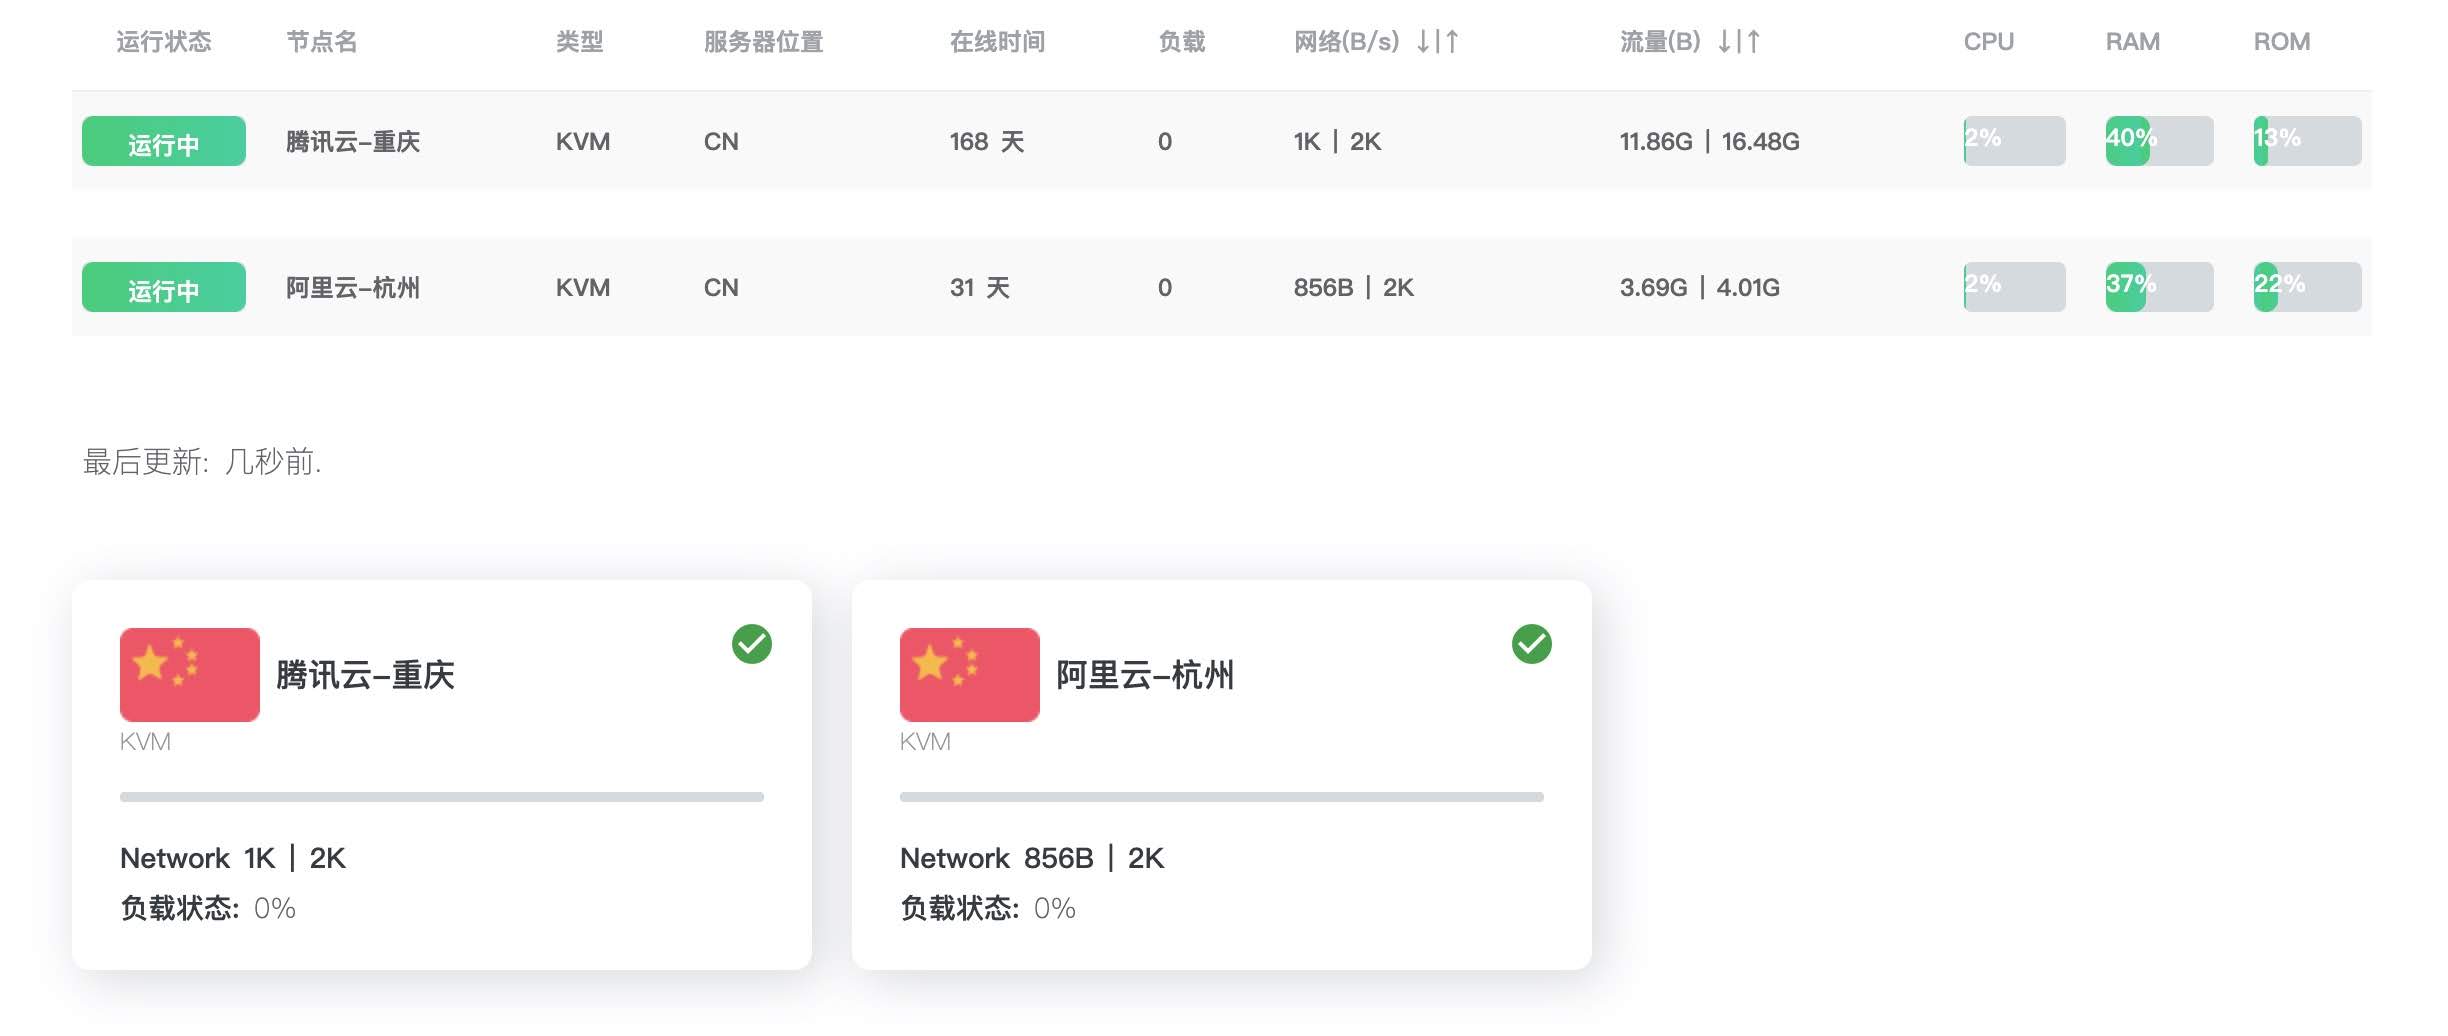 运行状态 节点名 类型 服务器位置 在线时间 负载 网络(B/s) ↓|↑ 流量(B) ↓|↑ CPU RAM ROM
运行中 腾讯云-重庆 KVM CN 168 天 0 1K | 2K 11.86G | 16.48G 2% 40% 13%
运行中 阿里云-杭州 KVM CN 31 天 0 856B | 2K 3.69G | 4.01G 2% 37% 22%
最后更新: 几秒前.
腾讯云-重庆
KVM
Network 1K | 2K
负载状态: 0%
阿里云-杭州
KVM
Network 856B | 2K
负载状态: 0%